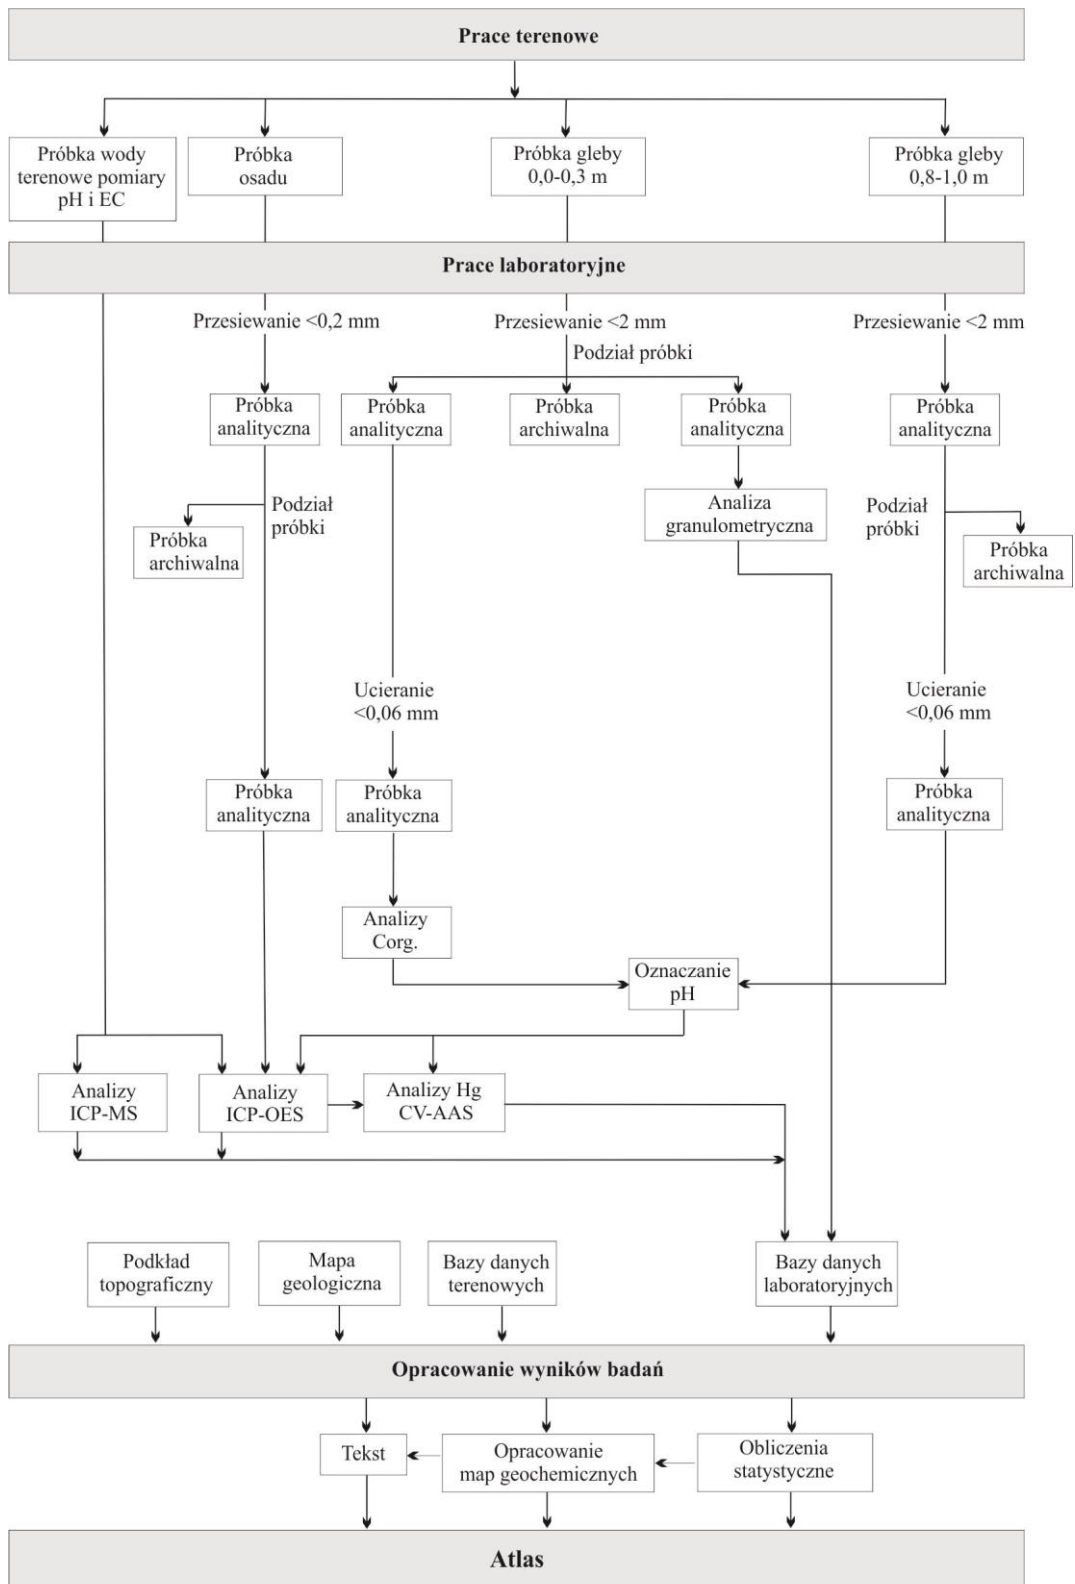 Prace terenowe
Próbka wody
terenowe pomiary
pH i EC
Próbka
osadu
Próbka gleby
0,0-0,3 m
Próbka gleby
0,8-1,0 m
Prace laboratoryjne
Przesiewanie <0,2 mm
Przesiewanie <2 mm
Przesiewanie <2 mm
Podział próbki
Próbka
analityczna
Próbka
analityczna
Próbka
archiwalna
Próbka
analityczna
Próbka
analityczna
Podział
próbki
Próbka
archiwalna
Analiza
granulometryczna
Podział
próbki
Próbka
archiwalna
Ucieranie
<0,06 mm
Ucieranie
<0,06 mm
Próbka
analityczna
Próbka
analityczna
Próbka
analityczna
Analizy
Corg.
Oznaczanie
pH
Analizy
ICP-MS
Analizy
ICP-OES
Analizy Hg
CV-AAS
Podkład
topograficzny
Mapa
geologiczna
Bazy danych
terenowych
Bazy danych
laboratoryjnych
Opracowanie wyników badań
Tekst
Opracowanie
map geochemicznych
Obliczenia
statystyczne
Atlas